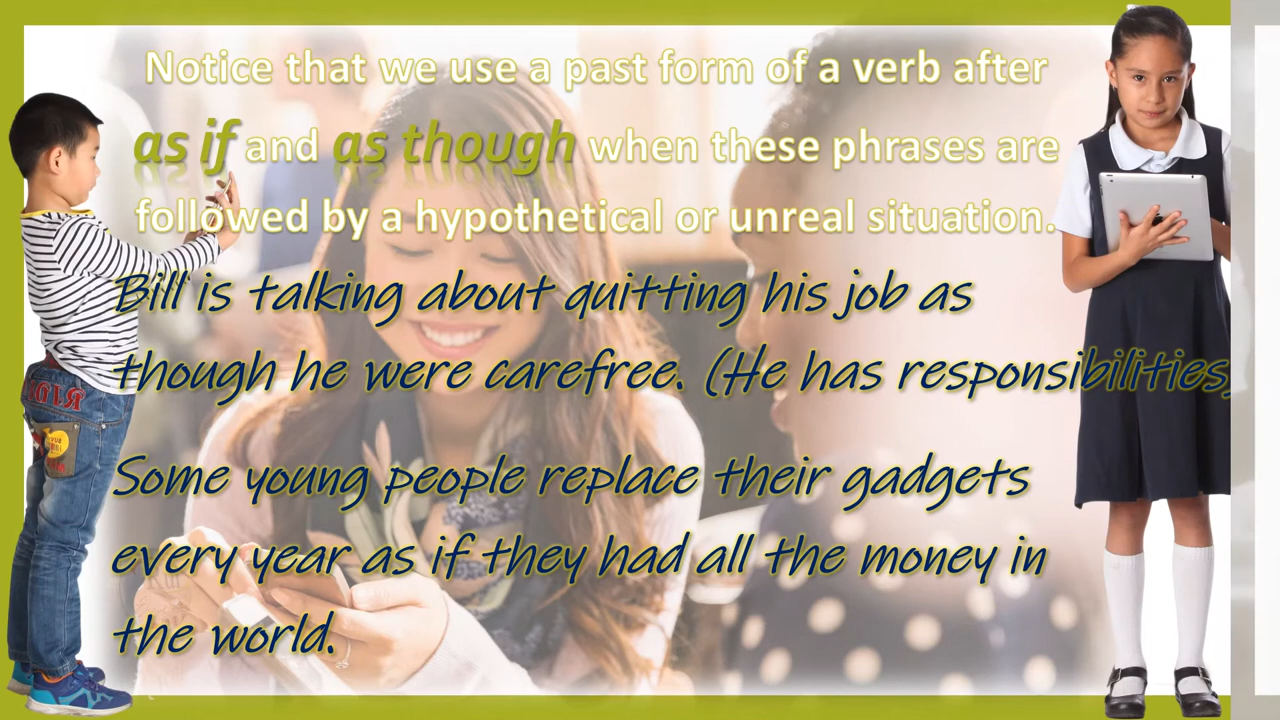 Notice that we use a past form of a verb after
as if and as though when these phrases are
followed by a hypothetical or unreal situation.
Bill is talking about quitting his job as
though he were carefree. (He has responsibilities)
Some young people replace their gadgets
every year as if they had all the money in
the world.